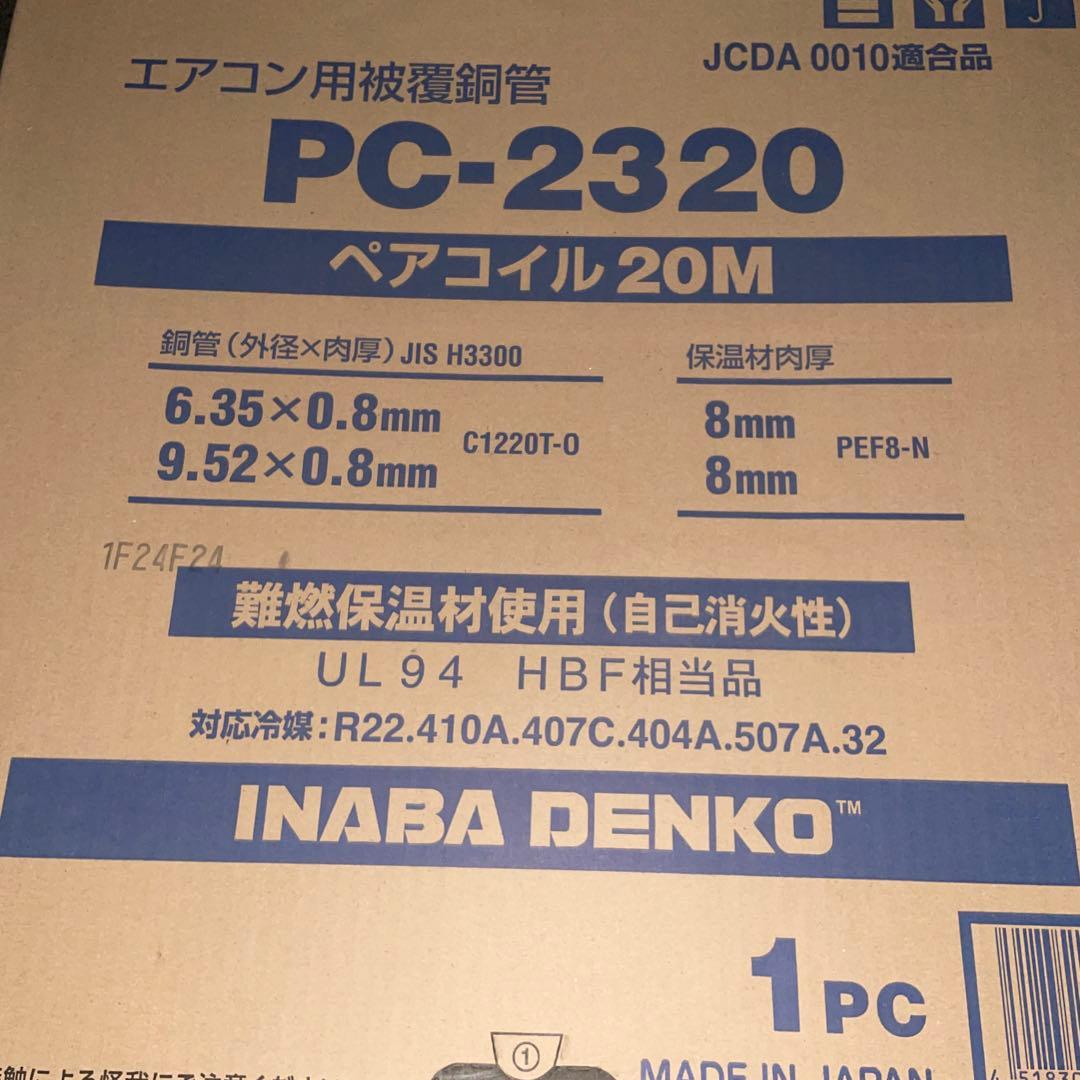 JCDA 0010適合品
エアコン用被覆銅管
PC-2320
ペアコイル20M
銅管(外径×肉厚)JIS H3300
保温材肉厚
6.35×0.8mm
9.52×0.8mm
C1220T-O
8mm
8mm
PEF8-N
1F24F24
難燃保温材使用(自己消火性)
UL94 HBF相当品
対応冷媒:R22.410A.407C.404A.507A.32
INABA DENKO™
1PC
①
MADE IN JAPAN